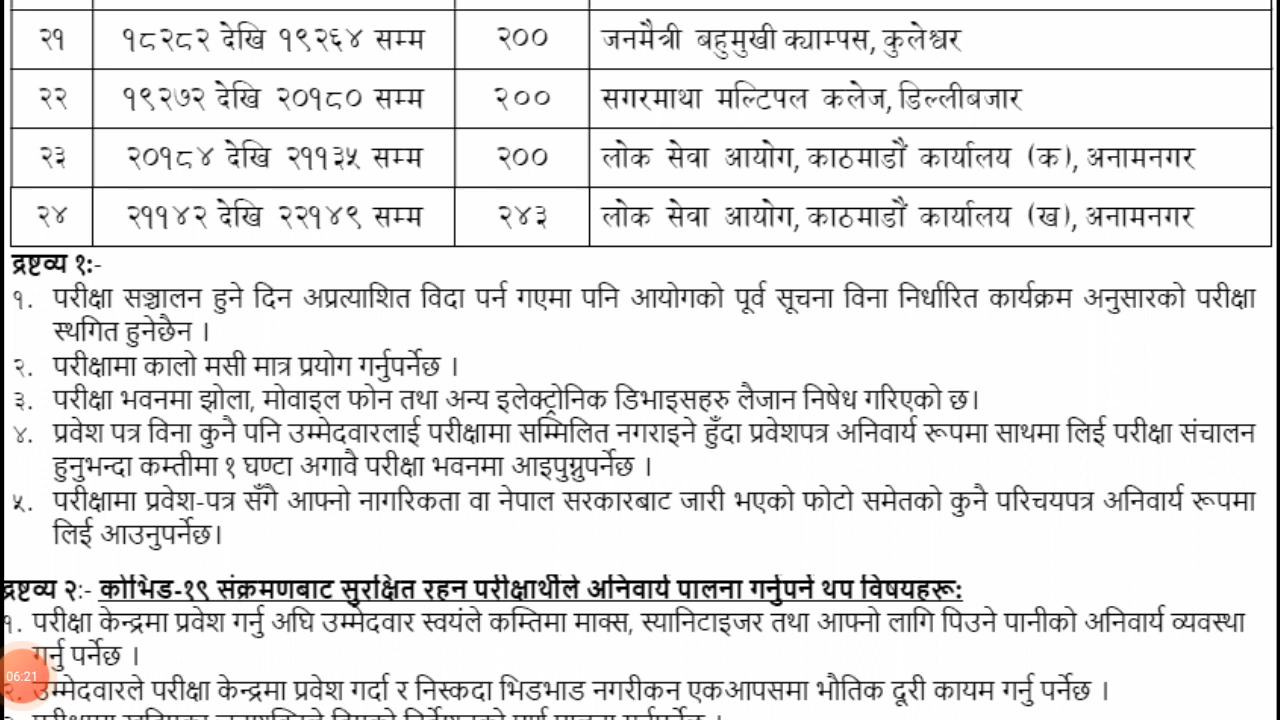 २१ १८२८२ देखि १९२६४ सम्म २०० जनमैत्री बहुमुखी क्याम्पस, कुलेश्वर
२२ १९२७२ देखि २०१८० सम्म २०० सगरमाथा मल्टिपल कलेज, डिल्लीबजार
२३ २०१८४ देखि २११३५ सम्म २०० लोक सेवा आयोग, काठमाडौं कार्यालय (क), अनामनगर
२४ २११४२ देखि २२१४९ सम्म २४३ लोक सेवा आयोग, काठमाडौं कार्यालय (ख), अनामनगर
द्रष्टव्य १:-
१. परीक्षा सञ्चालन हुने दिन अप्रत्याशित विदा पर्न गएमा पनि आयोगको पूर्व सूचना विना निर्धारित कार्यक्रम अनुसारको परीक्षा
स्थगित हुनेछैन ।
२. परीक्षामा कालो मसी मात्र प्रयोग गर्नुपर्नेछ ।
३. परीक्षा भवनमा झोला, मोवाइल फोन तथा अन्य इलेक्ट्रोनिक डिभाइसहरु लैजान निषेध गरिएको छ।
४. प्रवेश पत्र विना कुनै पनि उम्मेदवारलाई परीक्षामा सम्मिलित नगराइने हुँदा प्रवेशपत्र अनिवार्य रूपमा साथमा लिई परीक्षा संचालन
हुनुभन्दा कम्तीमा १ घण्टा अगावै परीक्षा भवनमा आइपुग्नुपर्नेछ ।
५. परीक्षामा प्रवेश-पत्र सँगै आफ्नो नागरिकता वा नेपाल सरकारबाट जारी भएको फोटो समेतको कुनै परिचयपत्र अनिवार्य रूपमा
लिई आउनुपर्नेछ।
द्रष्टव्य २:- कोभिड-१९ संक्रमणबाट सुरक्षित रहन परीक्षार्थीले अनिवार्य पालना गर्नुपर्ने थप विषयहरू:
१. परीक्षा केन्द्रमा प्रवेश गर्नु अघि उम्मेदवार स्वयंले कम्तिमा माक्स, स्यानिटाइजर तथा आफ्नो लागि पिउने पानीको अनिवार्य व्यवस्था
गर्नु पर्नेछ ।
06:21
२. उम्मेदवारले परीक्षा केन्द्रमा प्रवेश गर्दा र निस्कदा भिडभाड नगरीकन एकआपसमा भौतिक दूरी कायम गर्नु पर्नेछ ।